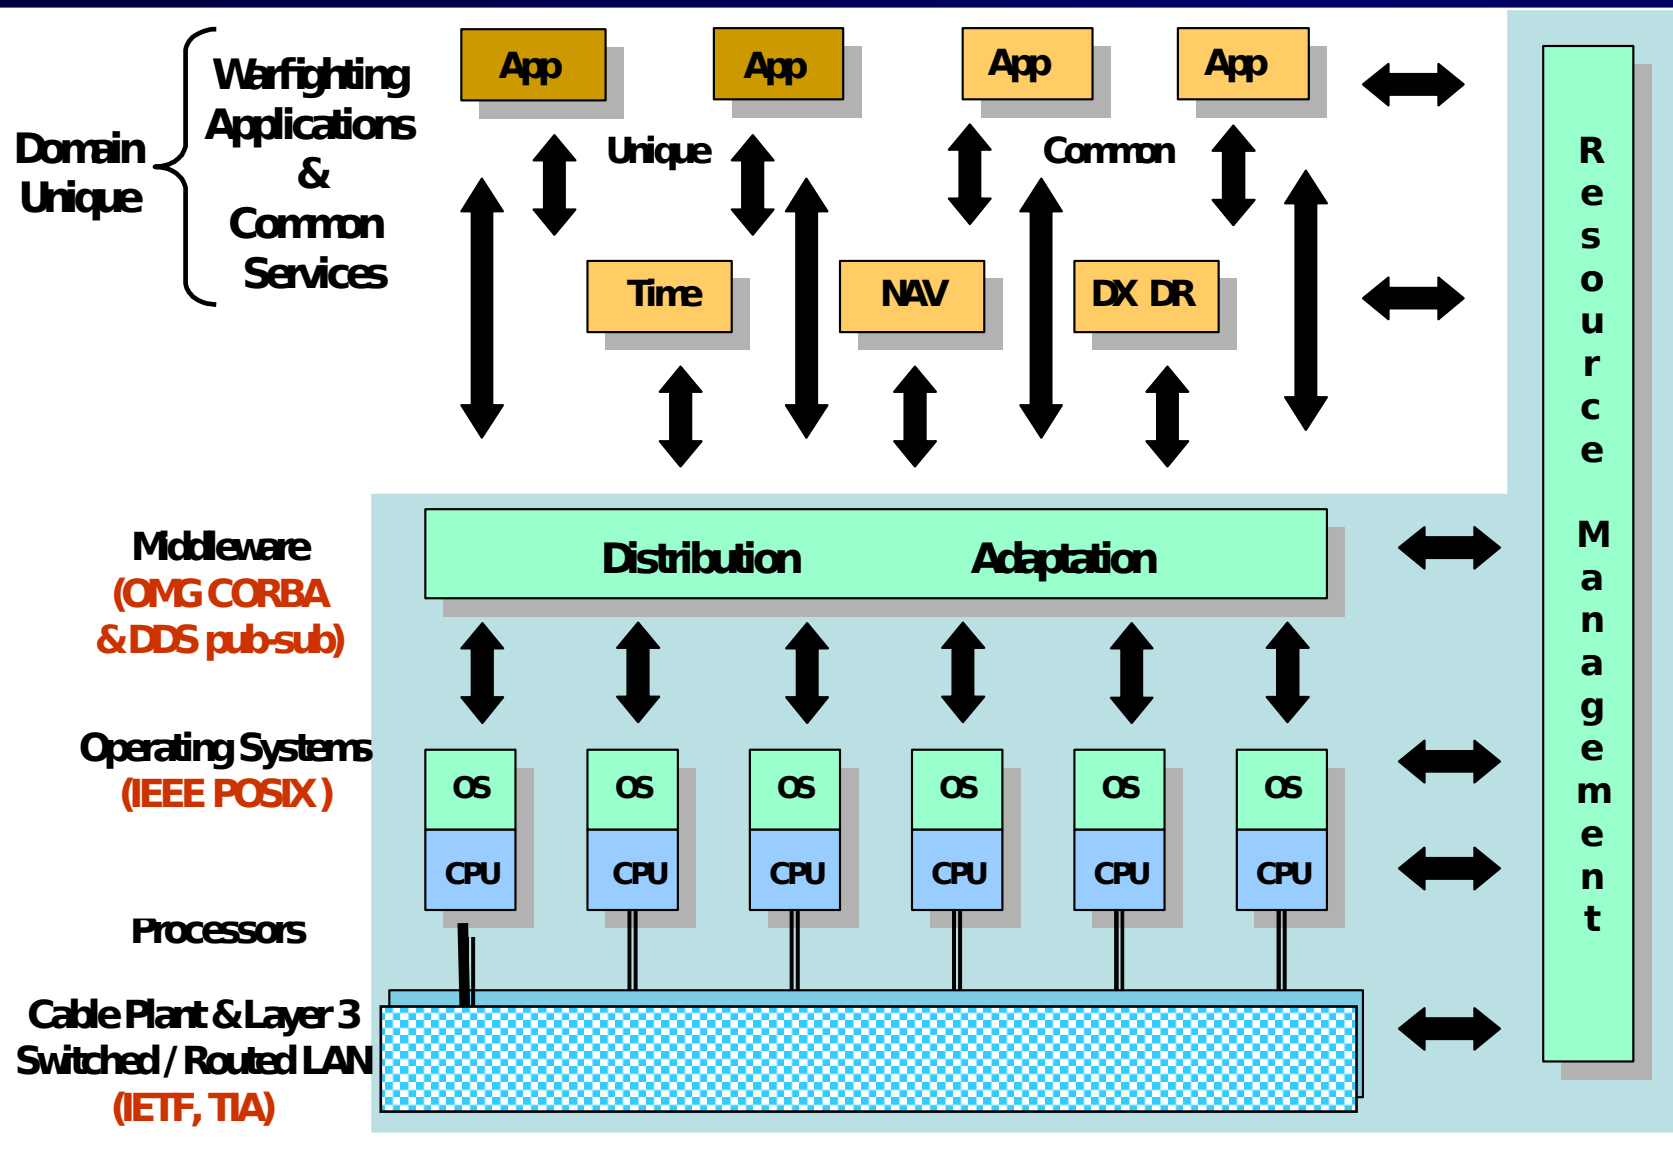 Domain
Unique
Warfighting
Applications
&
Common
Services
App
App
App
App
Unique
Common
Time
NAV
DX DR
Middleware
(OMG CORBA
& DDS pub-sub)
Distribution
Adaptation
Operating Systems
(IEEE POSIX )
OS
OS
OS
OS
OS
OS
CPU
CPU
CPU
CPU
CPU
CPU
Processors
Cable Plant & Layer 3
Switched / Routed LAN
(IETF, TIA)
Resource Management